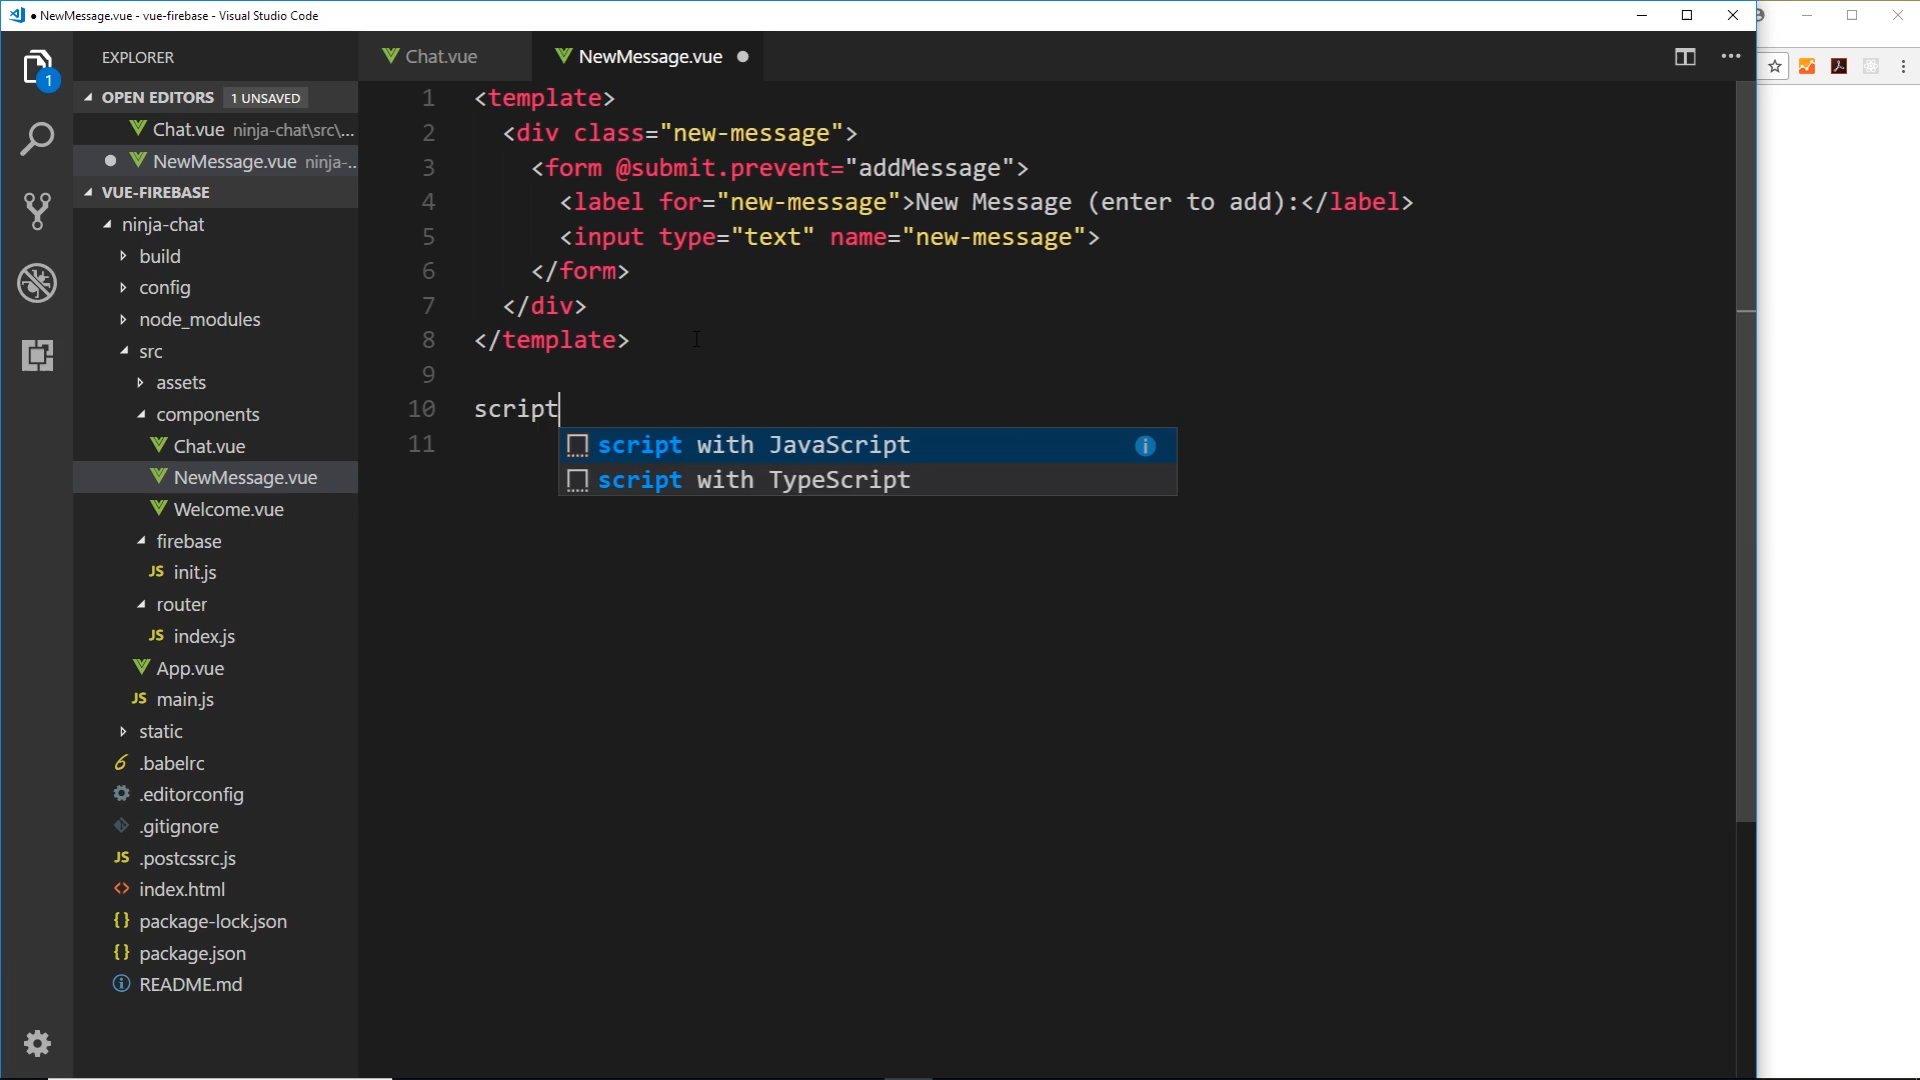 NewMessage.vue - vue-firebase - Visual Studio Code
EXPLORER
1
OPEN EDITORS 1 UNSAVED
Chat.vue ninja-chat\src\...
NewMessage.vue ninja-...
VUE-FIREBASE
ninja-chat
build
config
node_modules
src
assets
components
Chat.vue
NewMessage.vue
Welcome.vue
firebase
JS init.js
router
JS index.js
App.vue
JS main.js
static
.babelrc
.editorconfig
.gitignore
JS .postcssrc.js
<> index.html
{} package-lock.json
{} package.json
README.md
Chat.vue
NewMessage.vue
1 <template>
2 <div class="new-message">
3 <form @submit.prevent="addMessage">
4 <label for="new-message">New Message (enter to add):</label>
5 <input type="text" name="new-message">
6 </form>
7 </div>
8 </template>
9
10 script
11
script with JavaScript
script with TypeScript